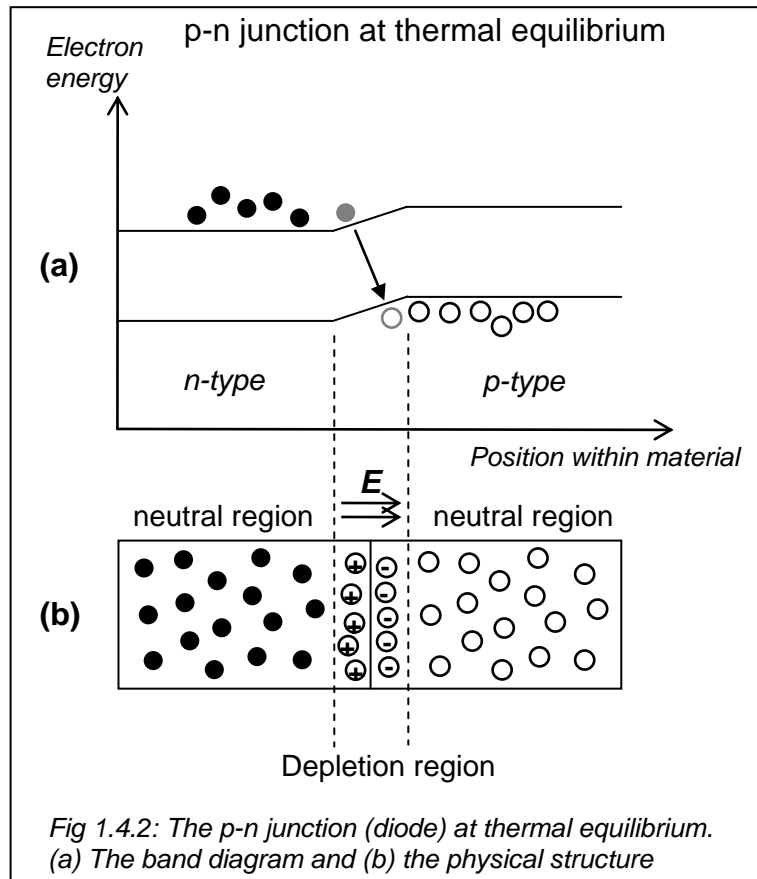 p-n junction at thermal equilibrium
Electron
energy
(a)
n-type
p-type
Position within material
E
neutral region
neutral region
(b)
+ -
+ -
+ -
+ -
+ -
Depletion region
Fig 1.4.2: The p-n junction (diode) at thermal equilibrium.
(a) The band diagram and (b) the physical structure